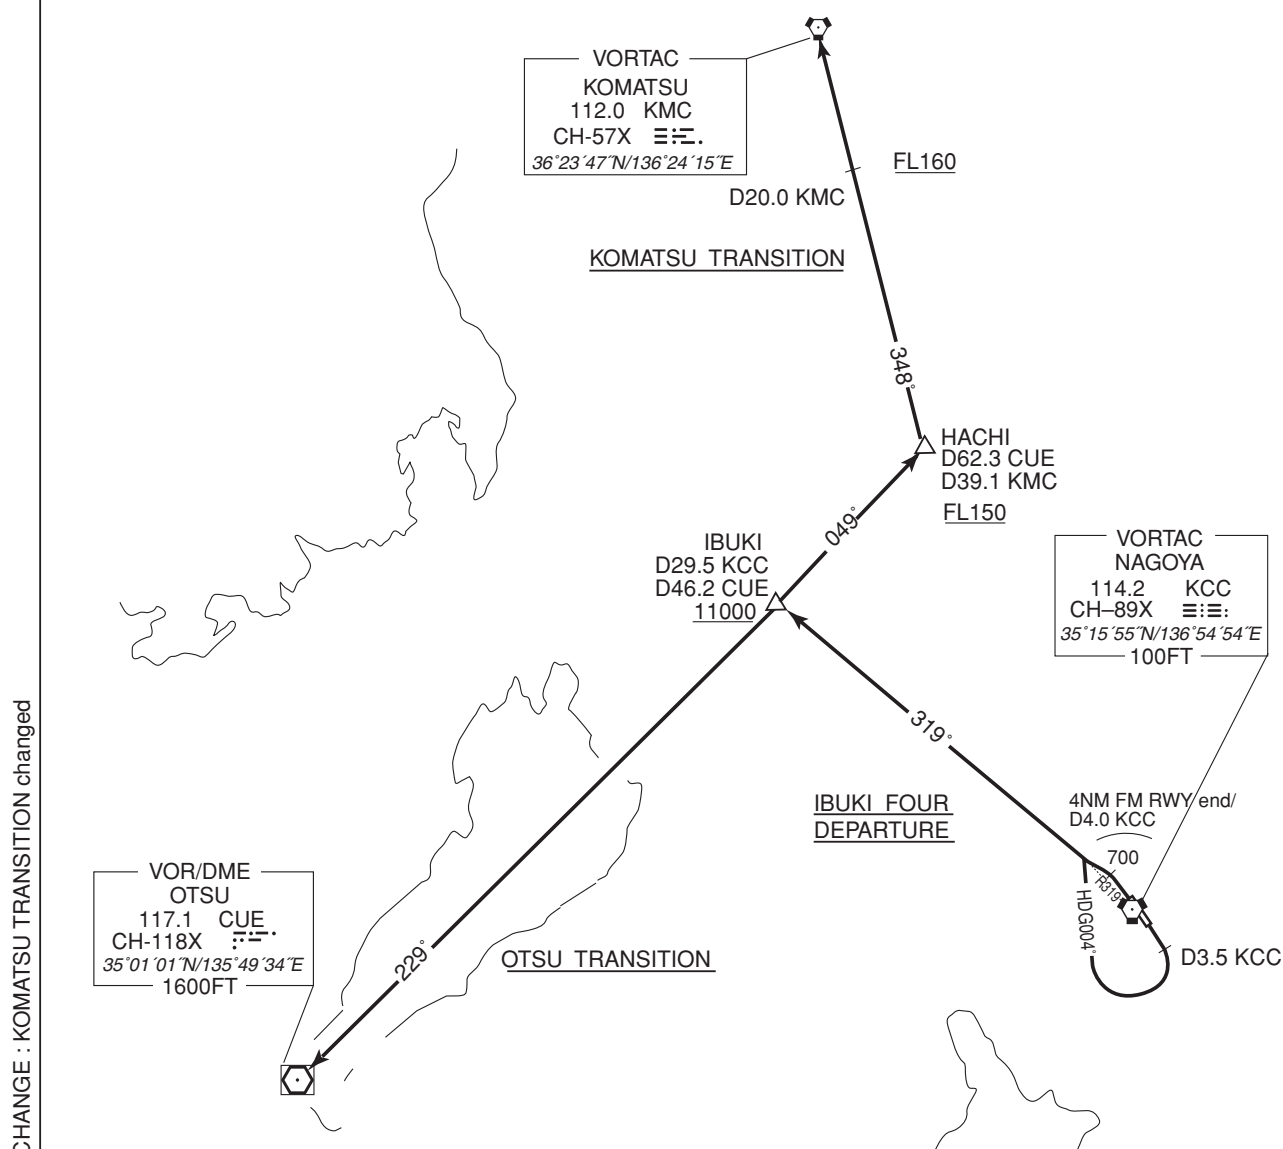 VORTAC
KOMATSU
112.0 KMC
CH-57X
36°23´47˝N/136°24´15˝E
FL160
D20.0 KMC
KOMATSU TRANSITION
348°
HACHI
D62.3 CUE
D39.1 KMC
FL150
049°
IBUKI
D29.5 KCC
D46.2 CUE
11000
VORTAC
NAGOYA
114.2 KCC
CH–89X
35°15´55˝N/136°54´54˝E
100FT
319°
IBUKI FOUR
DEPARTURE
4NM FM RWY end/
D4.0 KCC
700
R319°
HDG004°
D3.5 KCC
VOR/DME
OTSU
117.1 CUE
CH-118X
35°01´01˝N/135°49´34˝E
1600FT
229°
OTSU TRANSITION
CHANGE : KOMATSU TRANSITION changed